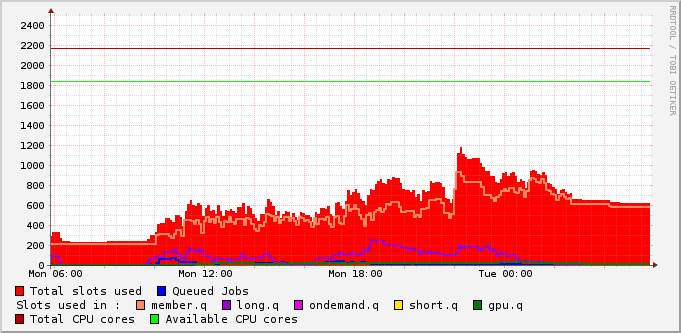 2400
2200
2000
1800
1600
1400
1200
1000
800
600
400
200
0
Mon 06:00 Mon 12:00 Mon 18:00 Tue 00:00
Total slots used Queued Jobs
Slots used in : member.q long.q ondemand.q short.q gpu.q
Total CPU cores Available CPU cores
RRDTOOL / TOBI OETIKER